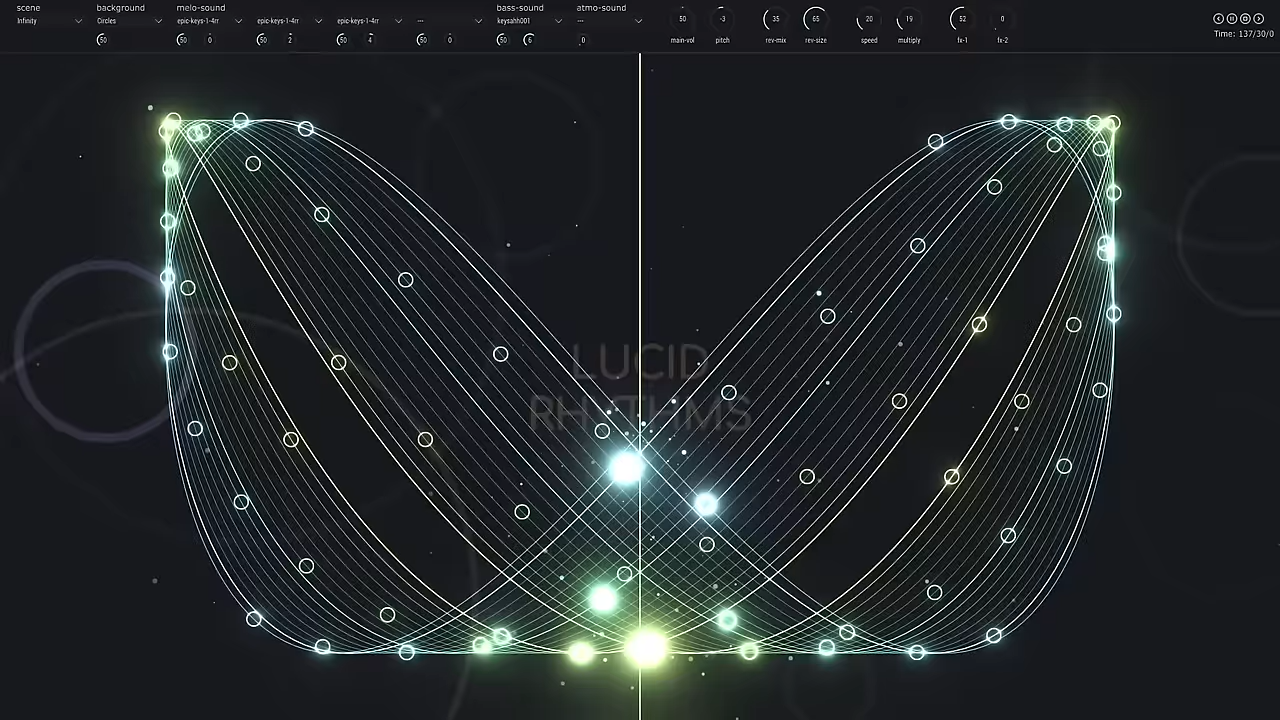 scene background melo-sound bass-sound atmo-sound
Infinity Circles epic-keys-1-4rr epic-keys-1-4rr epic-keys-1-4rr --- keysahh001 ---
50 50 0 50 2 50 4 50 0 50 6 0
50 -3 35 65 20 19 52 0
main-vol pitch rev-mix rev-size speed multiply fx-1 fx-2
Time: 137/30/0
LUCID
RHYTHMS